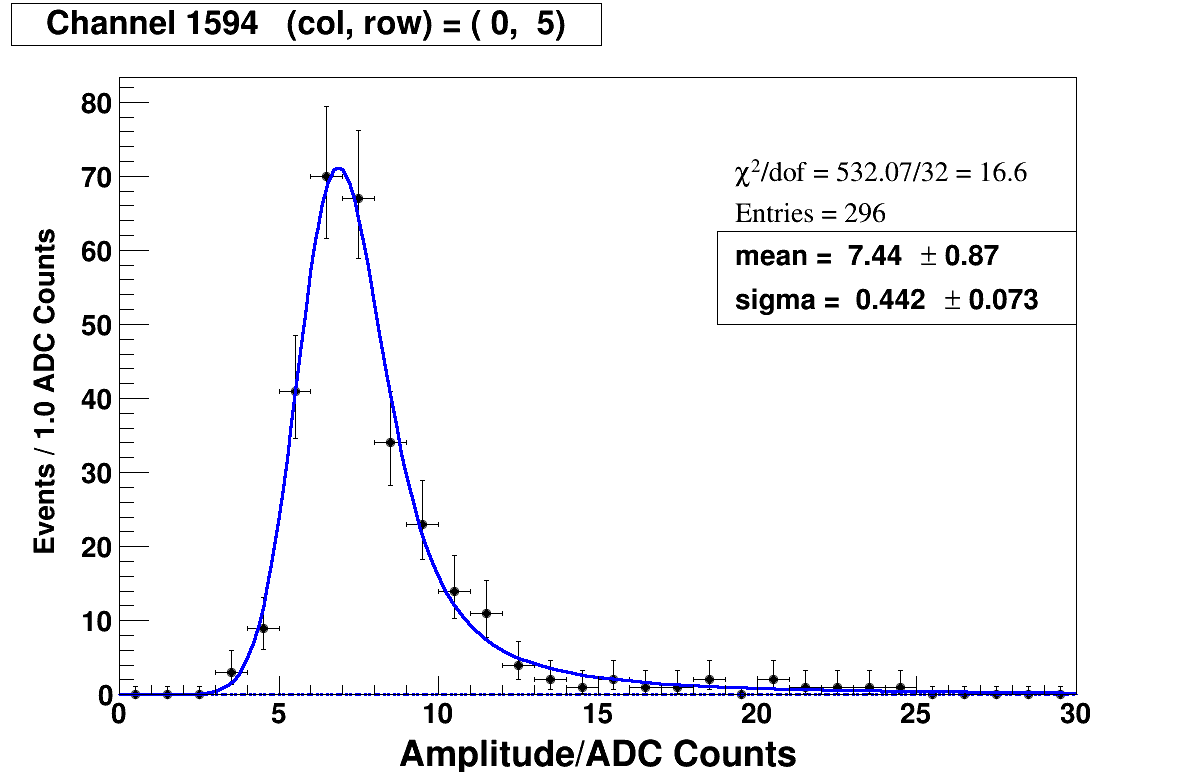 Channel 1594 (col, row) = ( 0, 5)
80
70
60
50
40
30
20
10
0
Events / 1.0 ADC Counts
χ²/dof = 532.07/32 = 16.6
Entries = 296
mean = 7.44 ± 0.87
sigma = 0.442 ± 0.073
0 5 10 15 20 25 30
Amplitude/ADC Counts